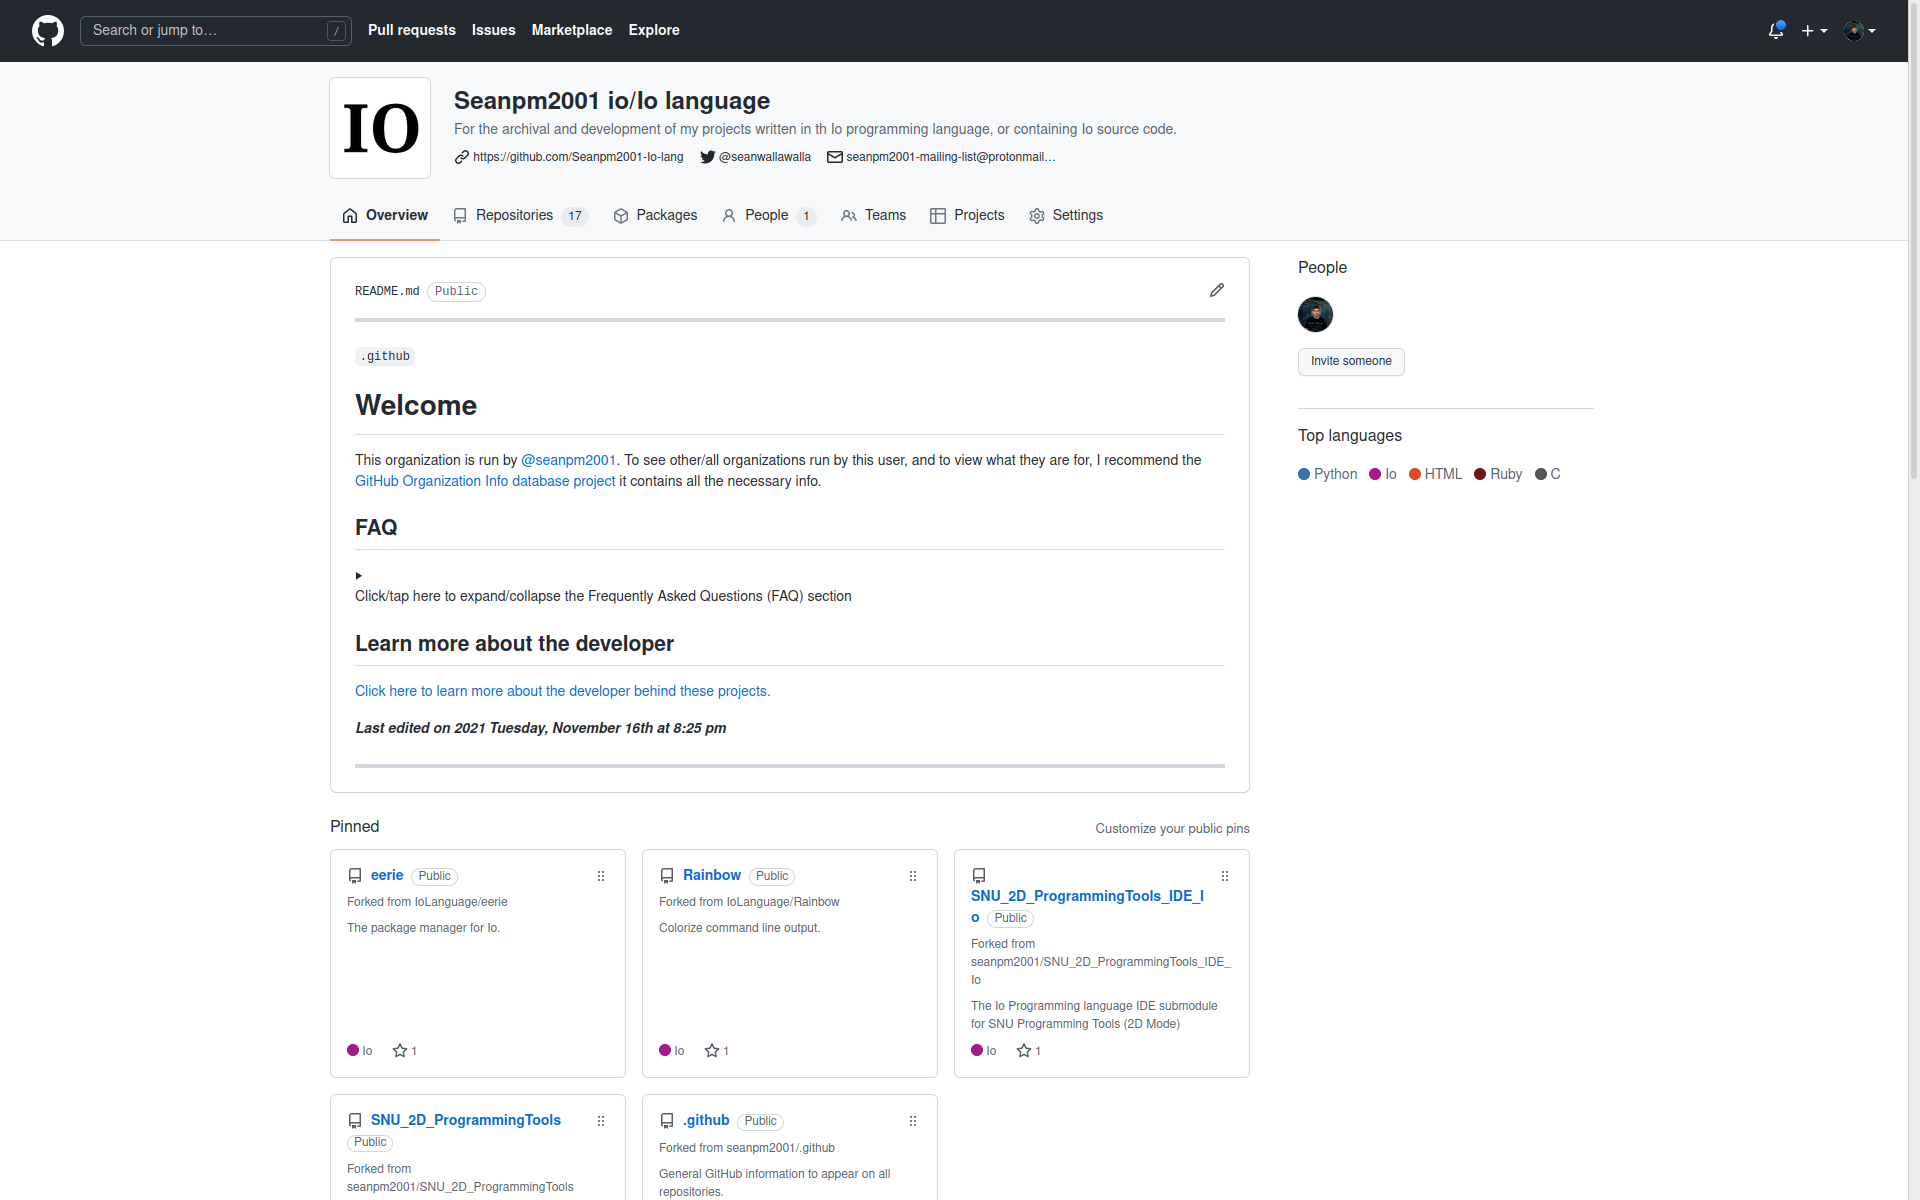 Search or jump to…
/
Pull requests
Issues
Marketplace
Explore
IO
Seanpm2001 io/Io language
For the archival and development of my projects written in th Io programming language, or containing Io source code.
https://github.com/Seanpm2001-Io-lang
@seanwallawalla
seanpm2001-mailing-list@protonmail…
Overview
Repositories 17
Packages
People 1
Teams
Projects
Settings
README.md Public
.github
Welcome
This organization is run by @seanpm2001. To see other/all organizations run by this user, and to view what they are for, I recommend the
GitHub Organization Info database project it contains all the necessary info.
FAQ
Click/tap here to expand/collapse the Frequently Asked Questions (FAQ) section
Learn more about the developer
Click here to learn more about the developer behind these projects.
Last edited on 2021 Tuesday, November 16th at 8:25 pm
People
Invite someone
Top languages
Python Io HTML Ruby C
Pinned
Customize your public pins
eerie Public
Forked from IoLanguage/eerie
The package manager for Io.
Io 1
Rainbow Public
Forked from IoLanguage/Rainbow
Colorize command line output.
Io 1
SNU_2D_ProgrammingTools_IDE_I
o Public
Forked from
seanpm2001/SNU_2D_ProgrammingTools_IDE_
Io
The Io Programming language IDE submodule
for SNU Programming Tools (2D Mode)
Io 1
SNU_2D_ProgrammingTools
Public
Forked from
seanpm2001/SNU_2D_ProgrammingTools
.github Public
Forked from seanpm2001/.github
General GitHub information to appear on all
repositories.